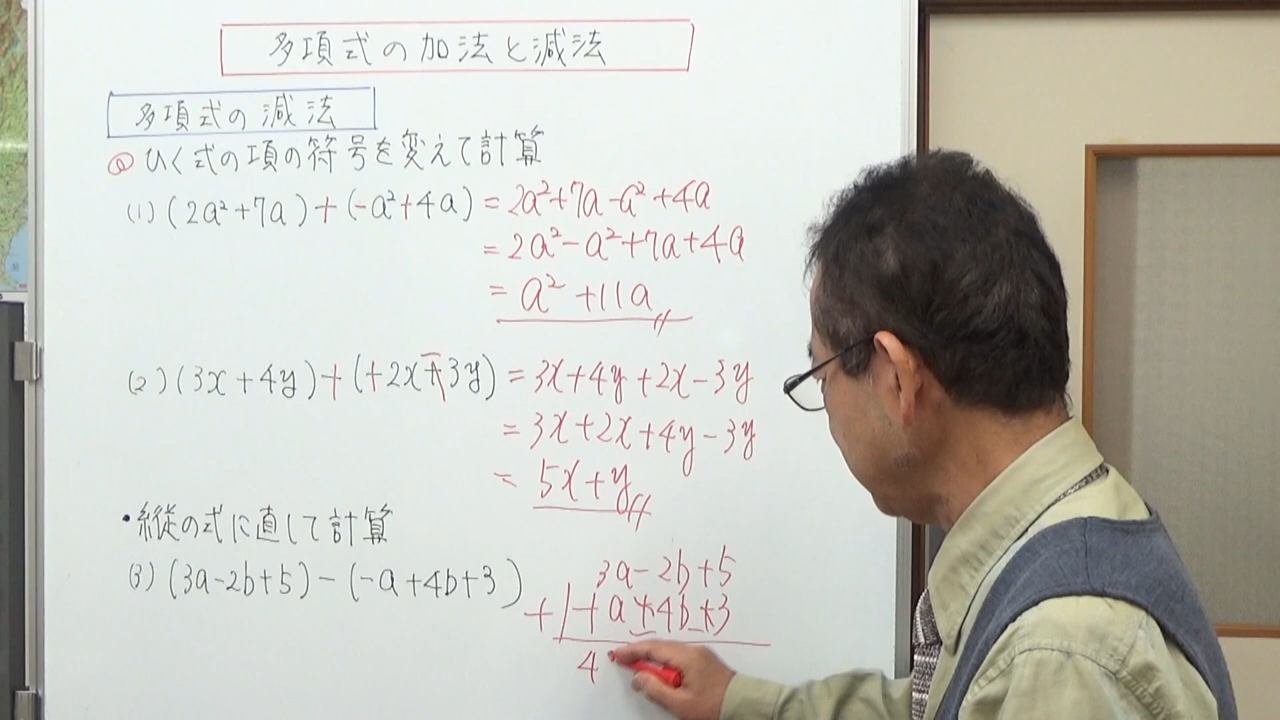 多項式の加法と減法
多項式の減法
ひく式の項の符号を変えて計算
(1) (2a²+7a)+(-a²+4a) = 2a²+7a-a²+4a
= 2a²-a²+7a+4a
= a²+11a
(2) (3x+4y)+(+2x-3y) = 3x+4y+2x-3y
= 3x+2x+4y-3y
= 5x+y
・縦の式に直して計算
(3) (3a-2b+5)-(-a+4b+3)
3a-2b+5
+) +a+4b+3
4